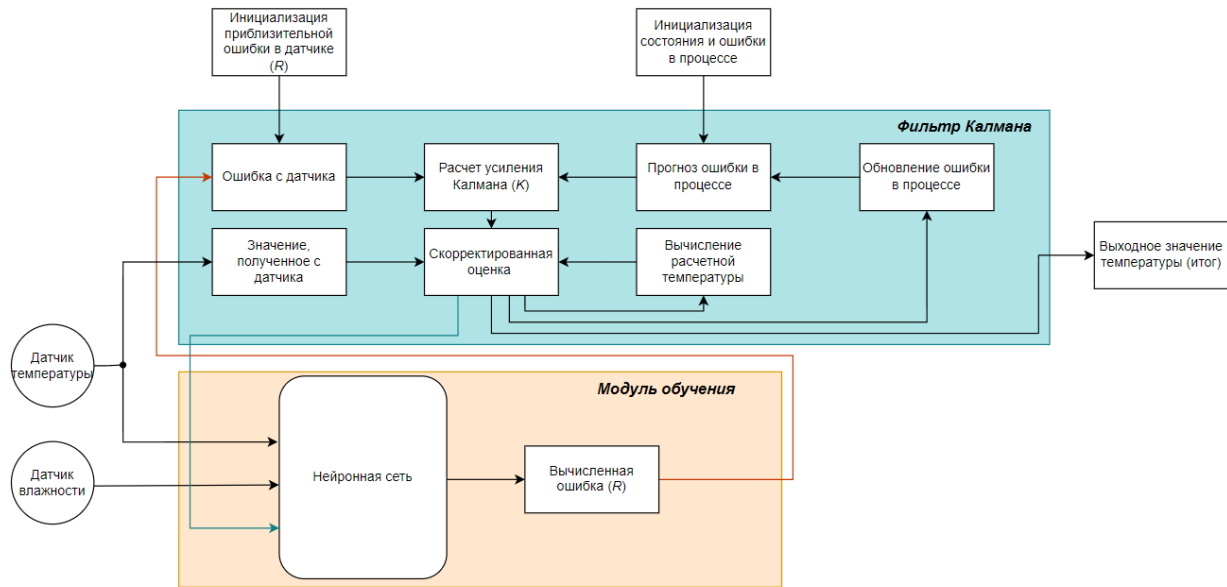 Инициализация
приблизительной
ошибки в датчике
(R)
Инициализация
состояния и ошибки
в процессе
Фильтр Калмана
Ошибка с датчика
Расчет усиления
Калмана (K)
Прогноз ошибки в
процессе
Обновление ошибки
в процессе
Значение,
полученное с
датчика
Скорректированная
оценка
Вычисление
расчетной
температуры
Выходное значение
температуры (итог)
Датчик
температуры
Модуль обучения
Датчик
влажности
Нейронная сеть
Вычисленная
ошибка (R)